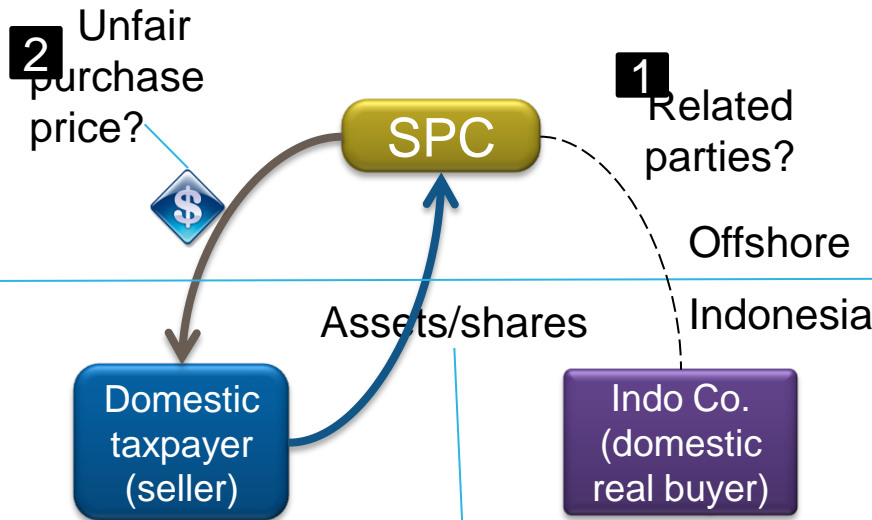 2
Unfair
purchase
price?
$
SPC
1
Related
parties?
Offshore
Assets/shares
Indonesia
Domestic
taxpayer
(seller)
Indo Co.
(domestic
real buyer)